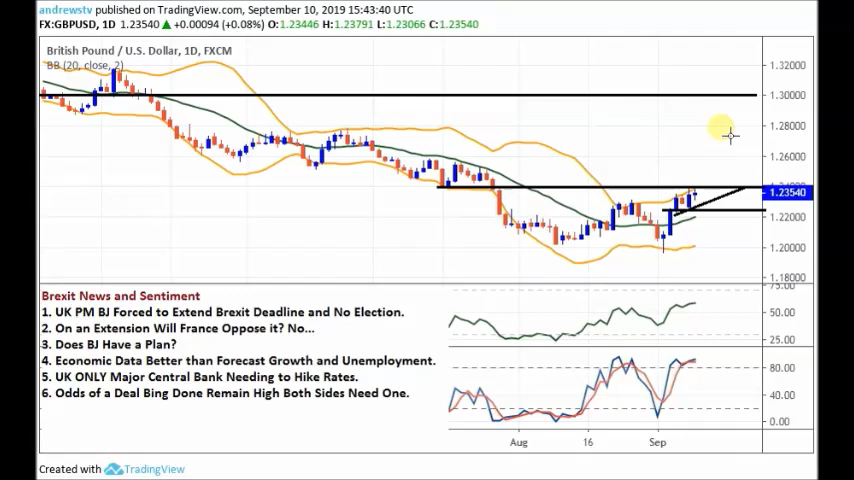 andrewstv published on TradingView.com, September 10, 2019 15:43:40 UTC
FX:GBPUSD, 1D 1.23540 ▲ +0.00094 (+0.08%) O:1.23446 H:1.23791 L:1.23066 C:1.23540
British Pound / U.S. Dollar, 1D, FXCM
BB (20, close, 2)
1.32000
1.30000
1.28000
1.26000
1.23540
1.22000
1.20000
1.18000
75.00
50.00
80.00
40.00
0.00
Brexit News and Sentiment
1. UK PM BJ Forced to Extend Brexit Deadline and No Election.
2. On an Extension Will France Oppose it? No...
3. Does BJ Have a Plan?
4. Economic Data Better than Forecast Growth and Unemployment.
5. UK ONLY Major Central Bank Needing to Hike Rates.
6. Odds of a Deal Bing Done Remain High Both Sides Need One.
Aug 16 Sep
Created with TradingView